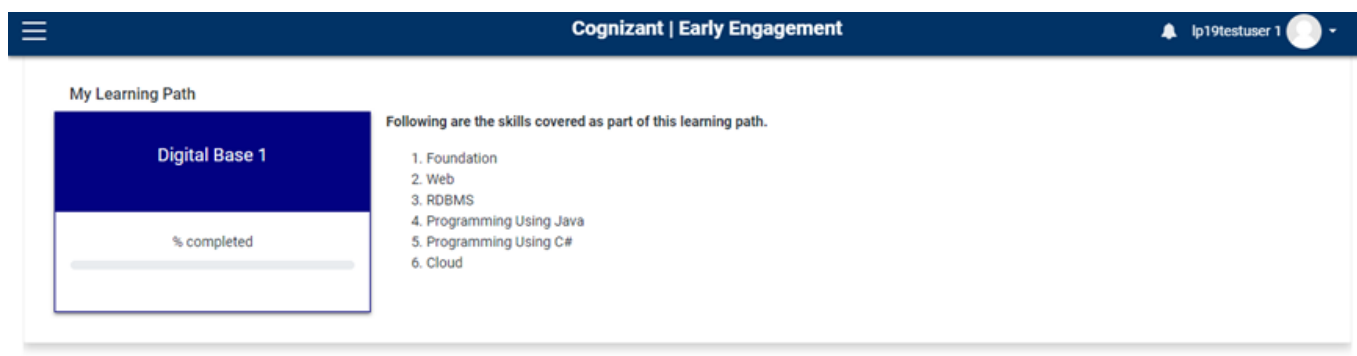 Cognizant | Early Engagement
lp19testuser 1
My Learning Path
Digital Base 1
% completed
Following are the skills covered as part of this learning path.
1. Foundation
2. Web
3. RDBMS
4. Programming Using Java
5. Programming Using C#
6. Cloud